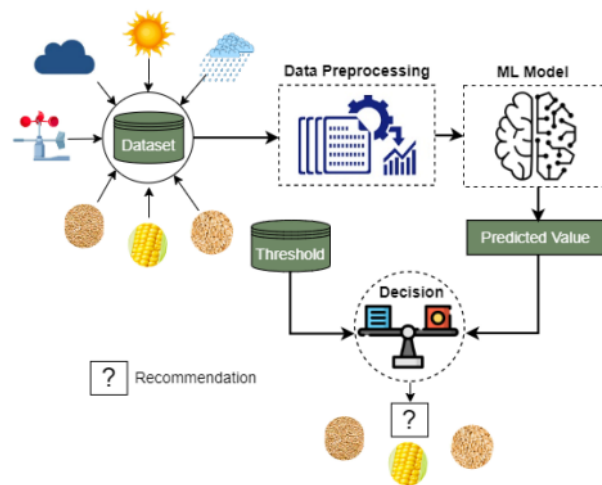 Data Preprocessing
ML Model
Dataset
Threshold
Predicted Value
Decision
?
Recommendation
?